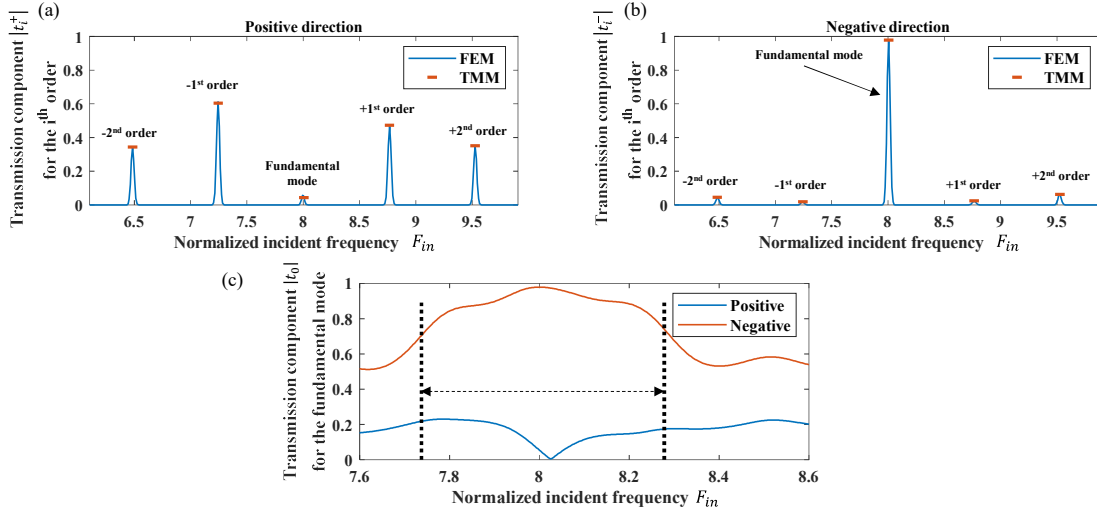 (a)
Positive direction
Transmission component |t_i^+|
for the i^th order
1
0.8
0.6
0.4
0.2
0
FEM
TMM
-2nd order
-1st order
Fundamental
mode
+1st order
+2nd order
6.5
7
7.5
8
8.5
9
9.5
Normalized incident frequency F_in
(b)
Negative direction
Transmission component |t_i^-|
for the i^th order
1
0.8
0.6
0.4
0.2
0
FEM
TMM
Fundamental mode
-2nd order
-1st order
+1st order
+2nd order
6.5
7
7.5
8
8.5
9
9.5
Normalized incident frequency F_in
(c)
Transmission component |t_0|
for the fundamental mode
1
0.8
0.6
0.4
0.2
0
Positive
Negative
7.6
7.8
8
8.2
8.4
8.6
Normalized incident frequency F_in